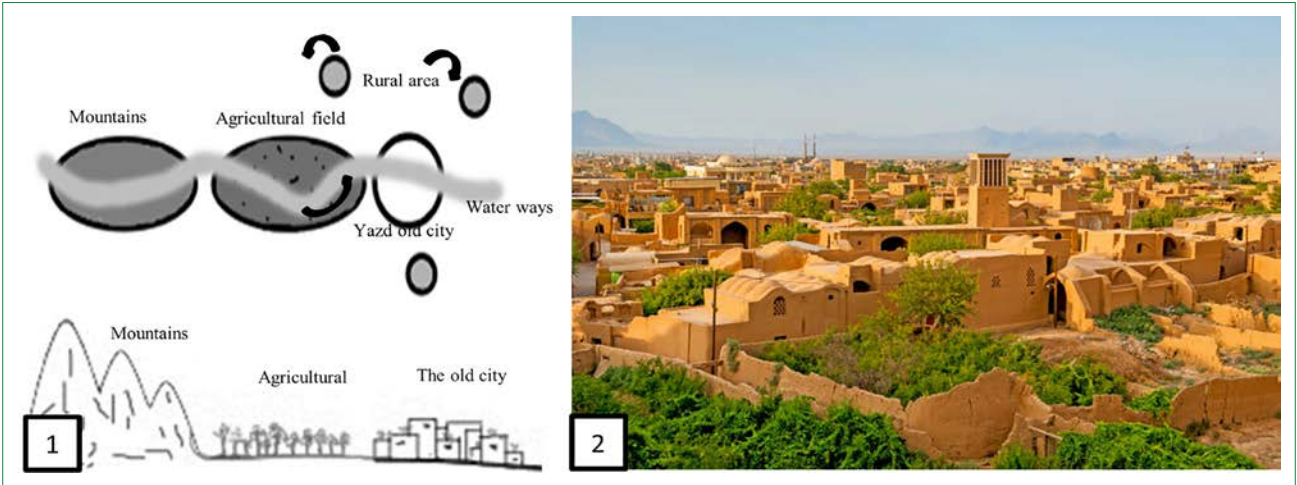 Rural area
Mountains
Agricultural field
Water ways
Yazd old city
Mountains
Agricultural
The old city
1
2